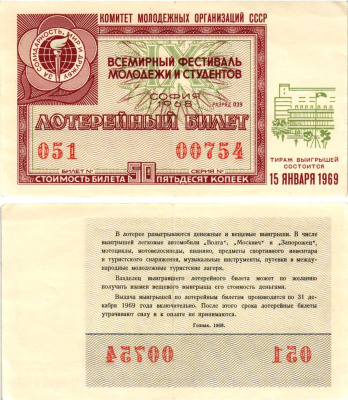 КОМИТЕТ МОЛОДЕЖНЫХ ОРГАНИЗАЦИЙ СССР
ЗА СОЛИДАРНОСТЬ, МИР И ДРУЖБУ
IX
ВСЕМИРНЫЙ ФЕСТИВАЛЬ
МОЛОДЕЖИ И СТУДЕНТОВ
СОФИЯ
1968
РАЗРЯД 039
ЛОТЕРЕЙНЫЙ БИЛЕТ
051 00754
БИЛЕТ № СЕРИЯ №
СТОИМОСТЬ БИЛЕТА 50 ПЯТЬДЕСЯТ КОПЕЕК
ТИРАЖ ВЫИГРЫШЕЙ
СОСТОИТСЯ
15 ЯНВАРЯ 1969
В лотерее разыгрываются денежные и вещевые выигрыши. В числе
выигрышей легковые автомобили „Волга", „Москвич" и „Запорожец",
мотоциклы, мотовелосипеды, пианино, предметы спортивного инвентаря
и туристского снаряжения, музыкальные инструменты, путевки в между-
народные молодежные туристские лагеря.
Владелец выигравшего лотерейного билета может по желанию
получить взамен вещевого выигрыша его стоимость деньгами.
Выдача выигрышей по лотерейным билетам производится по 31 де-
кабря 1969 года включительно. После этого срока лотерейные билеты
утрачивают силу и к оплате не принимаются.
Гознак. 1968.
00754 051